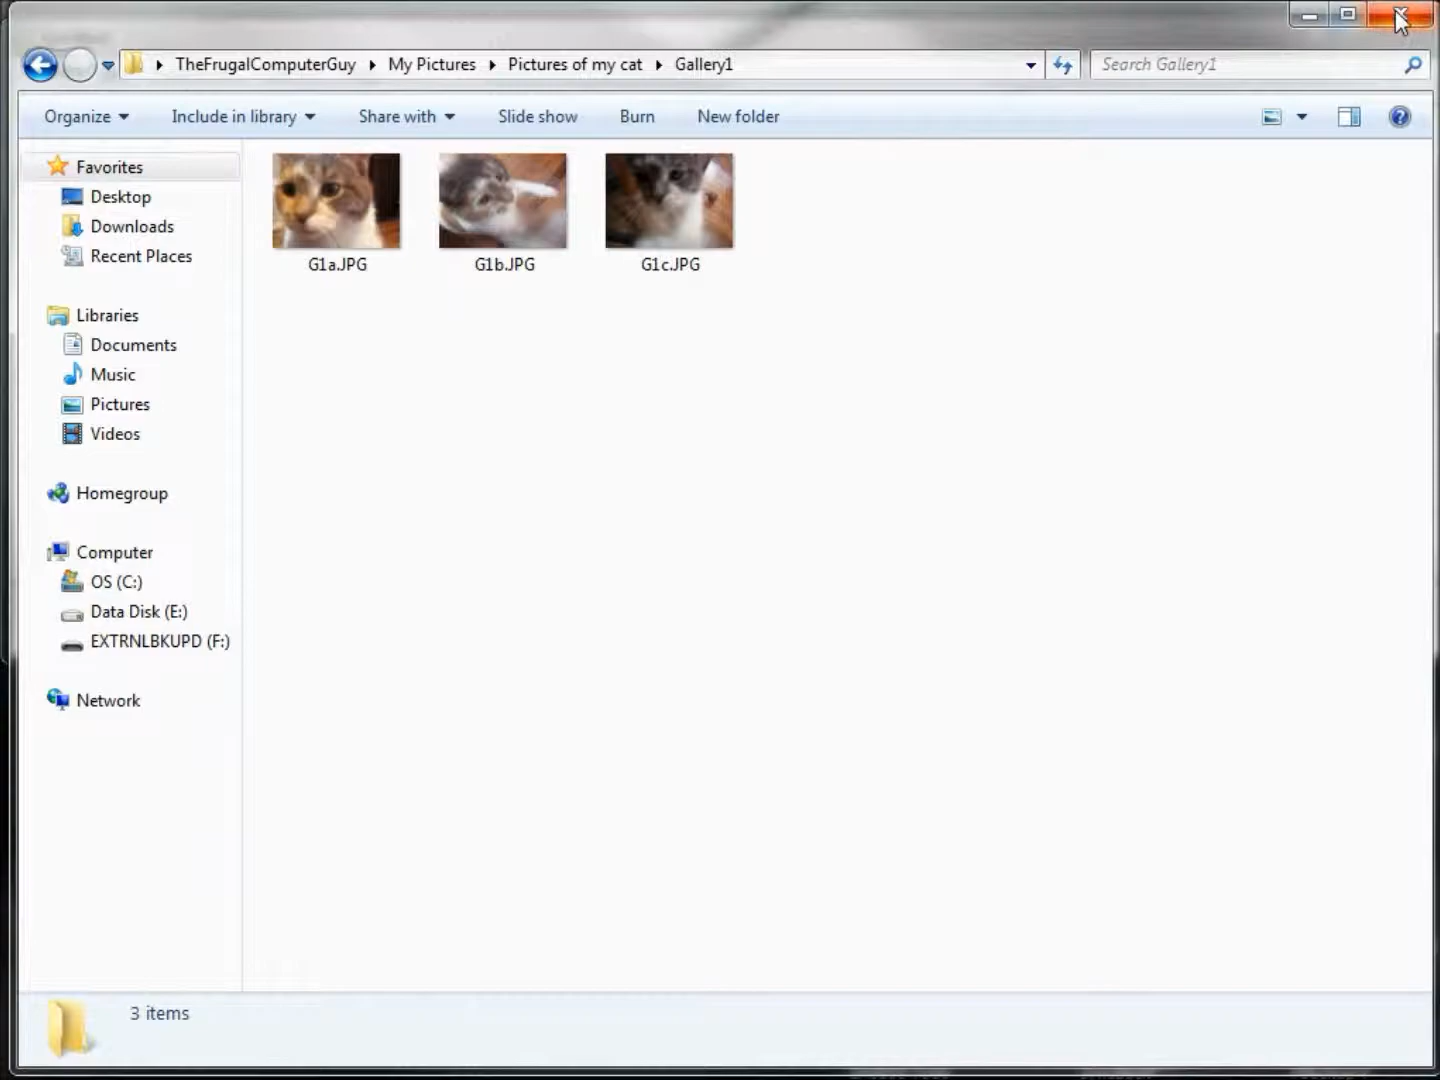 TheFrugalComputerGuy My Pictures Pictures of my cat Gallery1
Search Gallery1
Organize Include in library Share with Slide show Burn New folder
Favorites
Desktop
Downloads
Recent Places
Libraries
Documents
Music
Pictures
Videos
Homegroup
Computer
OS (C:)
Data Disk (E:)
EXTRNLBKUPD (F:)
Network
G1a.JPG G1b.JPG G1c.JPG
3 items